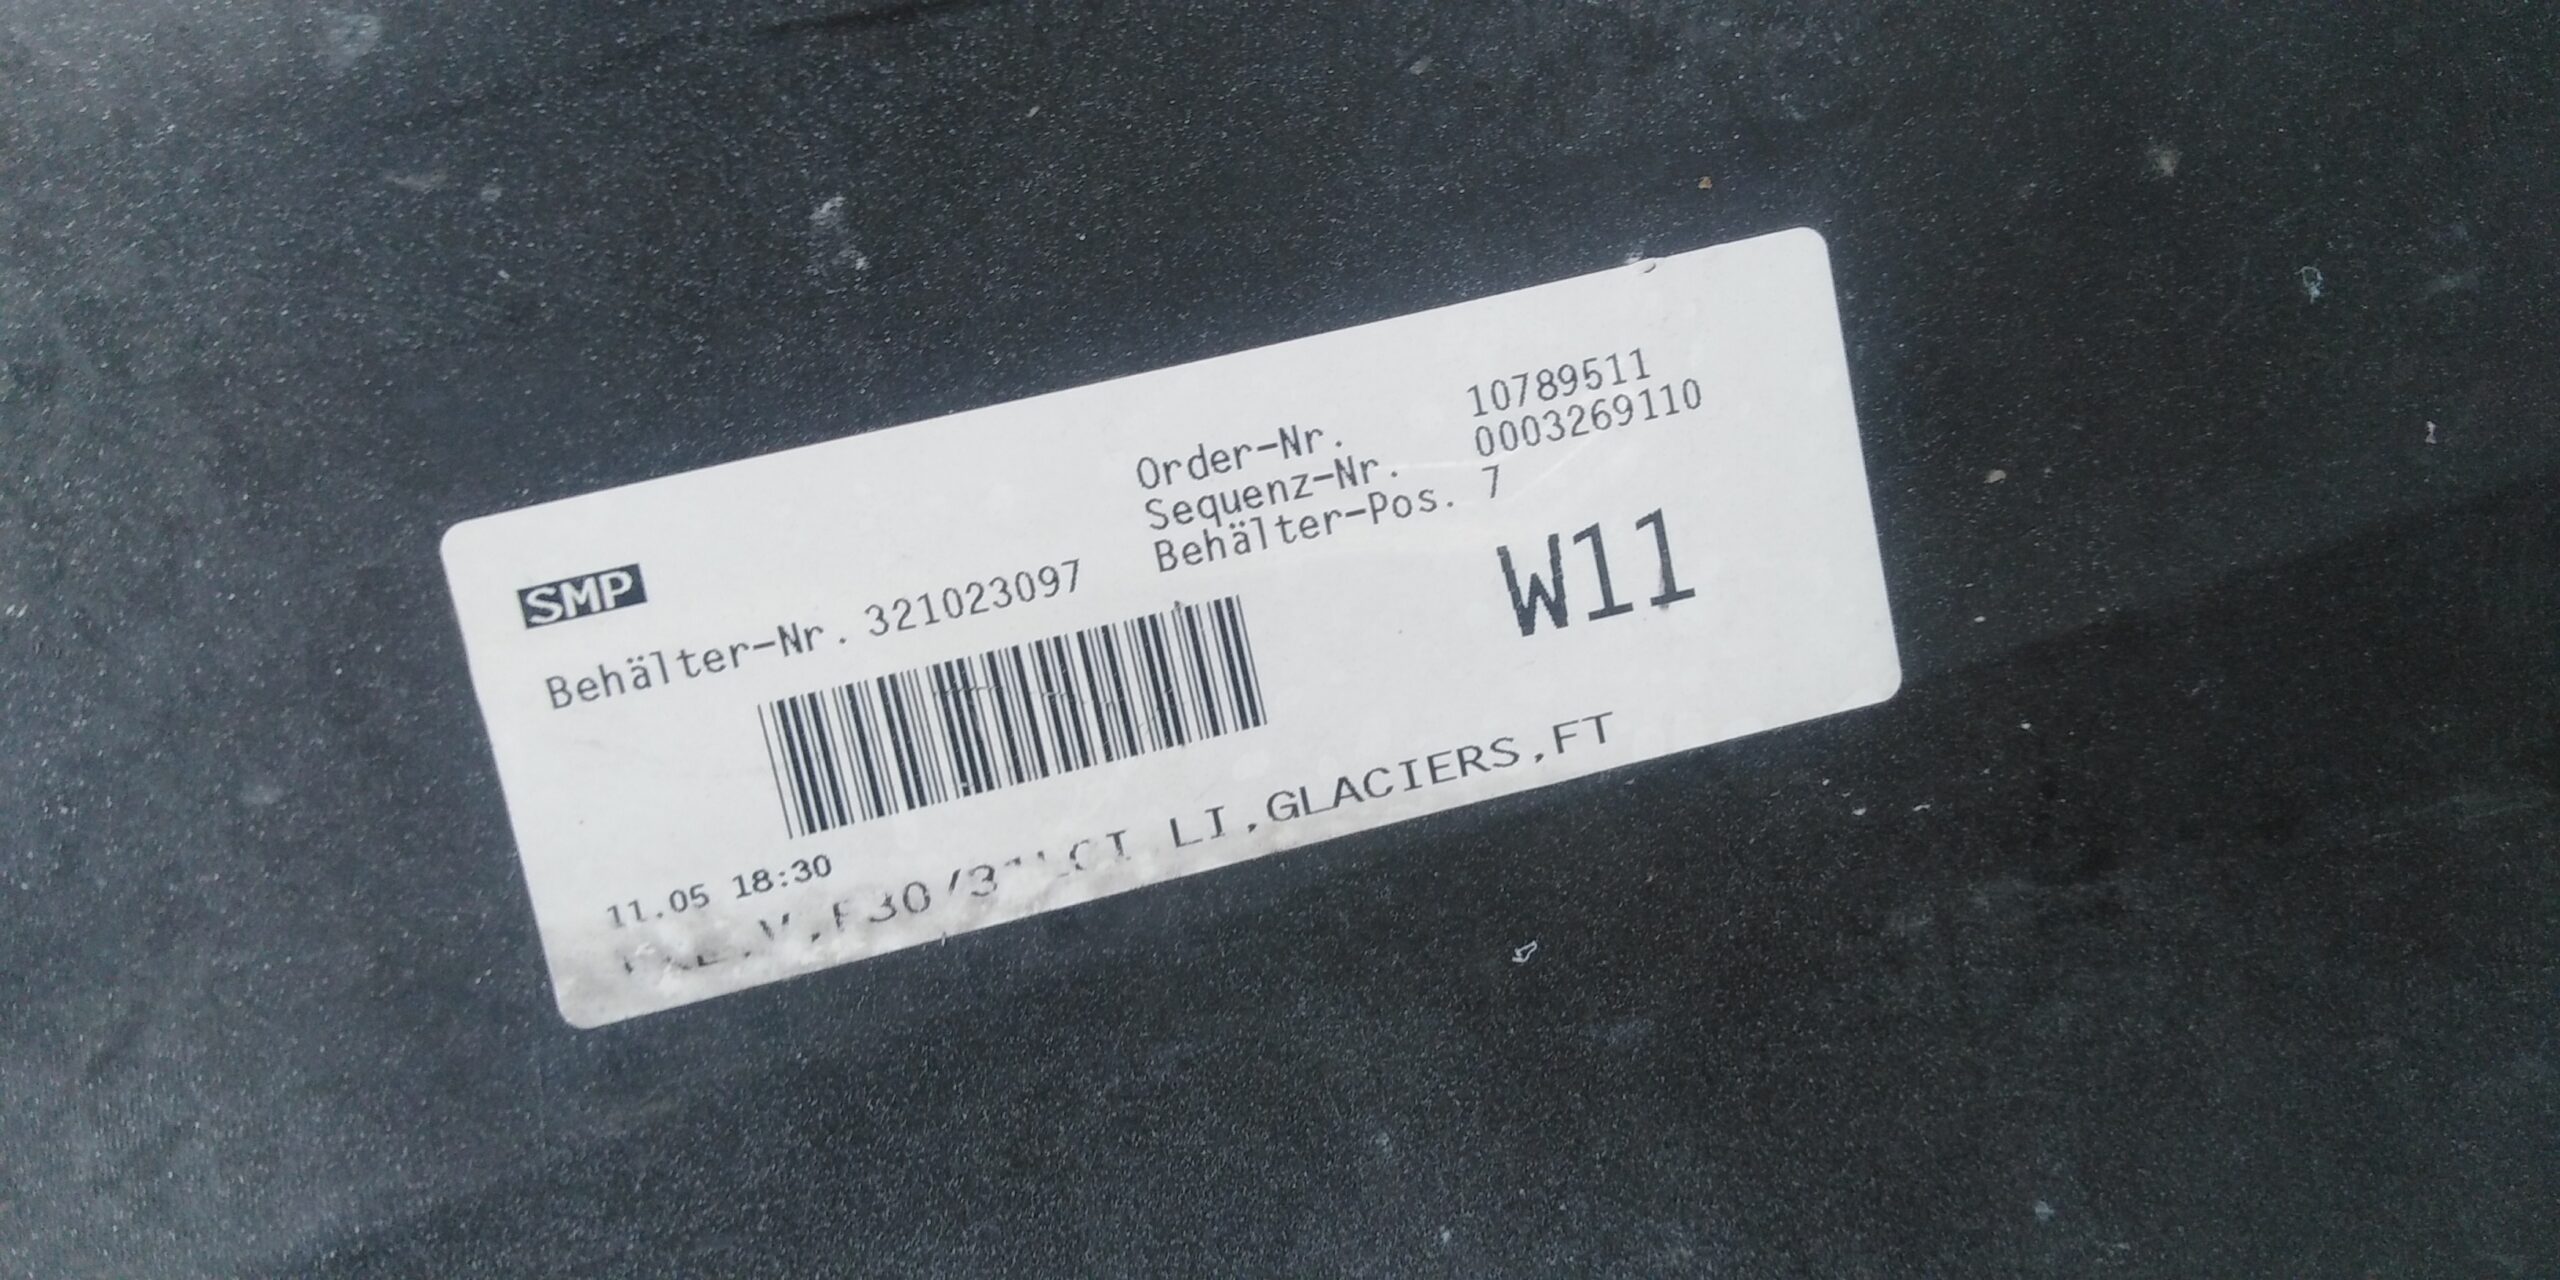 SMP
Order-Nr. 10789511
Sequenz-Nr. 0003269110
Behälter-Pos. 7
Behälter-Nr. 321023097
W11
11.05 18:30
LI,GLACIERS,FT